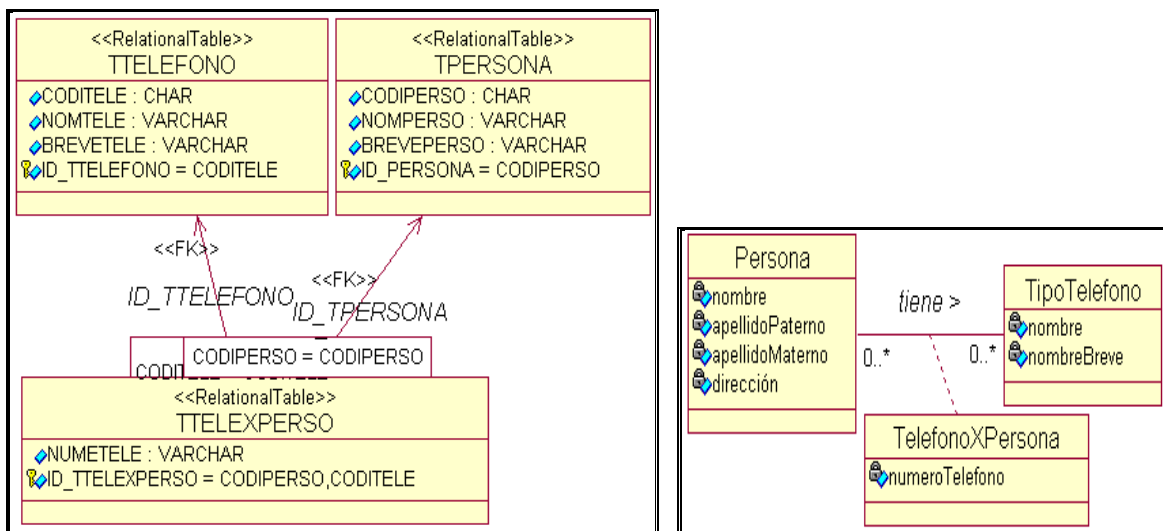 <<RelationalTable>>
TTELEFONO
CODITELE : CHAR
NOMTELE : VARCHAR
BREVETELE : VARCHAR
ID_TTELEFONO = CODITELE
<<RelationalTable>>
TPERSONA
CODIPERSO : CHAR
NOMPERSO : VARCHAR
BREVEPERSO : VARCHAR
ID_PERSONA = CODIPERSO
<<FK>>
ID_TTELEFONO
<<FK>>
ID_TPERSONA
CODIPERSO = CODIPERSO
<<RelationalTable>>
TTELEXPERSO
NUMETELE : VARCHAR
ID_TTELEXPERSO = CODIPERSO,CODITELE
Persona
nombre
apellidoPaterno
apellidoMaterno
dirección
tiene >
0..*
0..*
TipoTelefono
nombre
nombreBreve
TelefonoXPersona
numeroTelefono